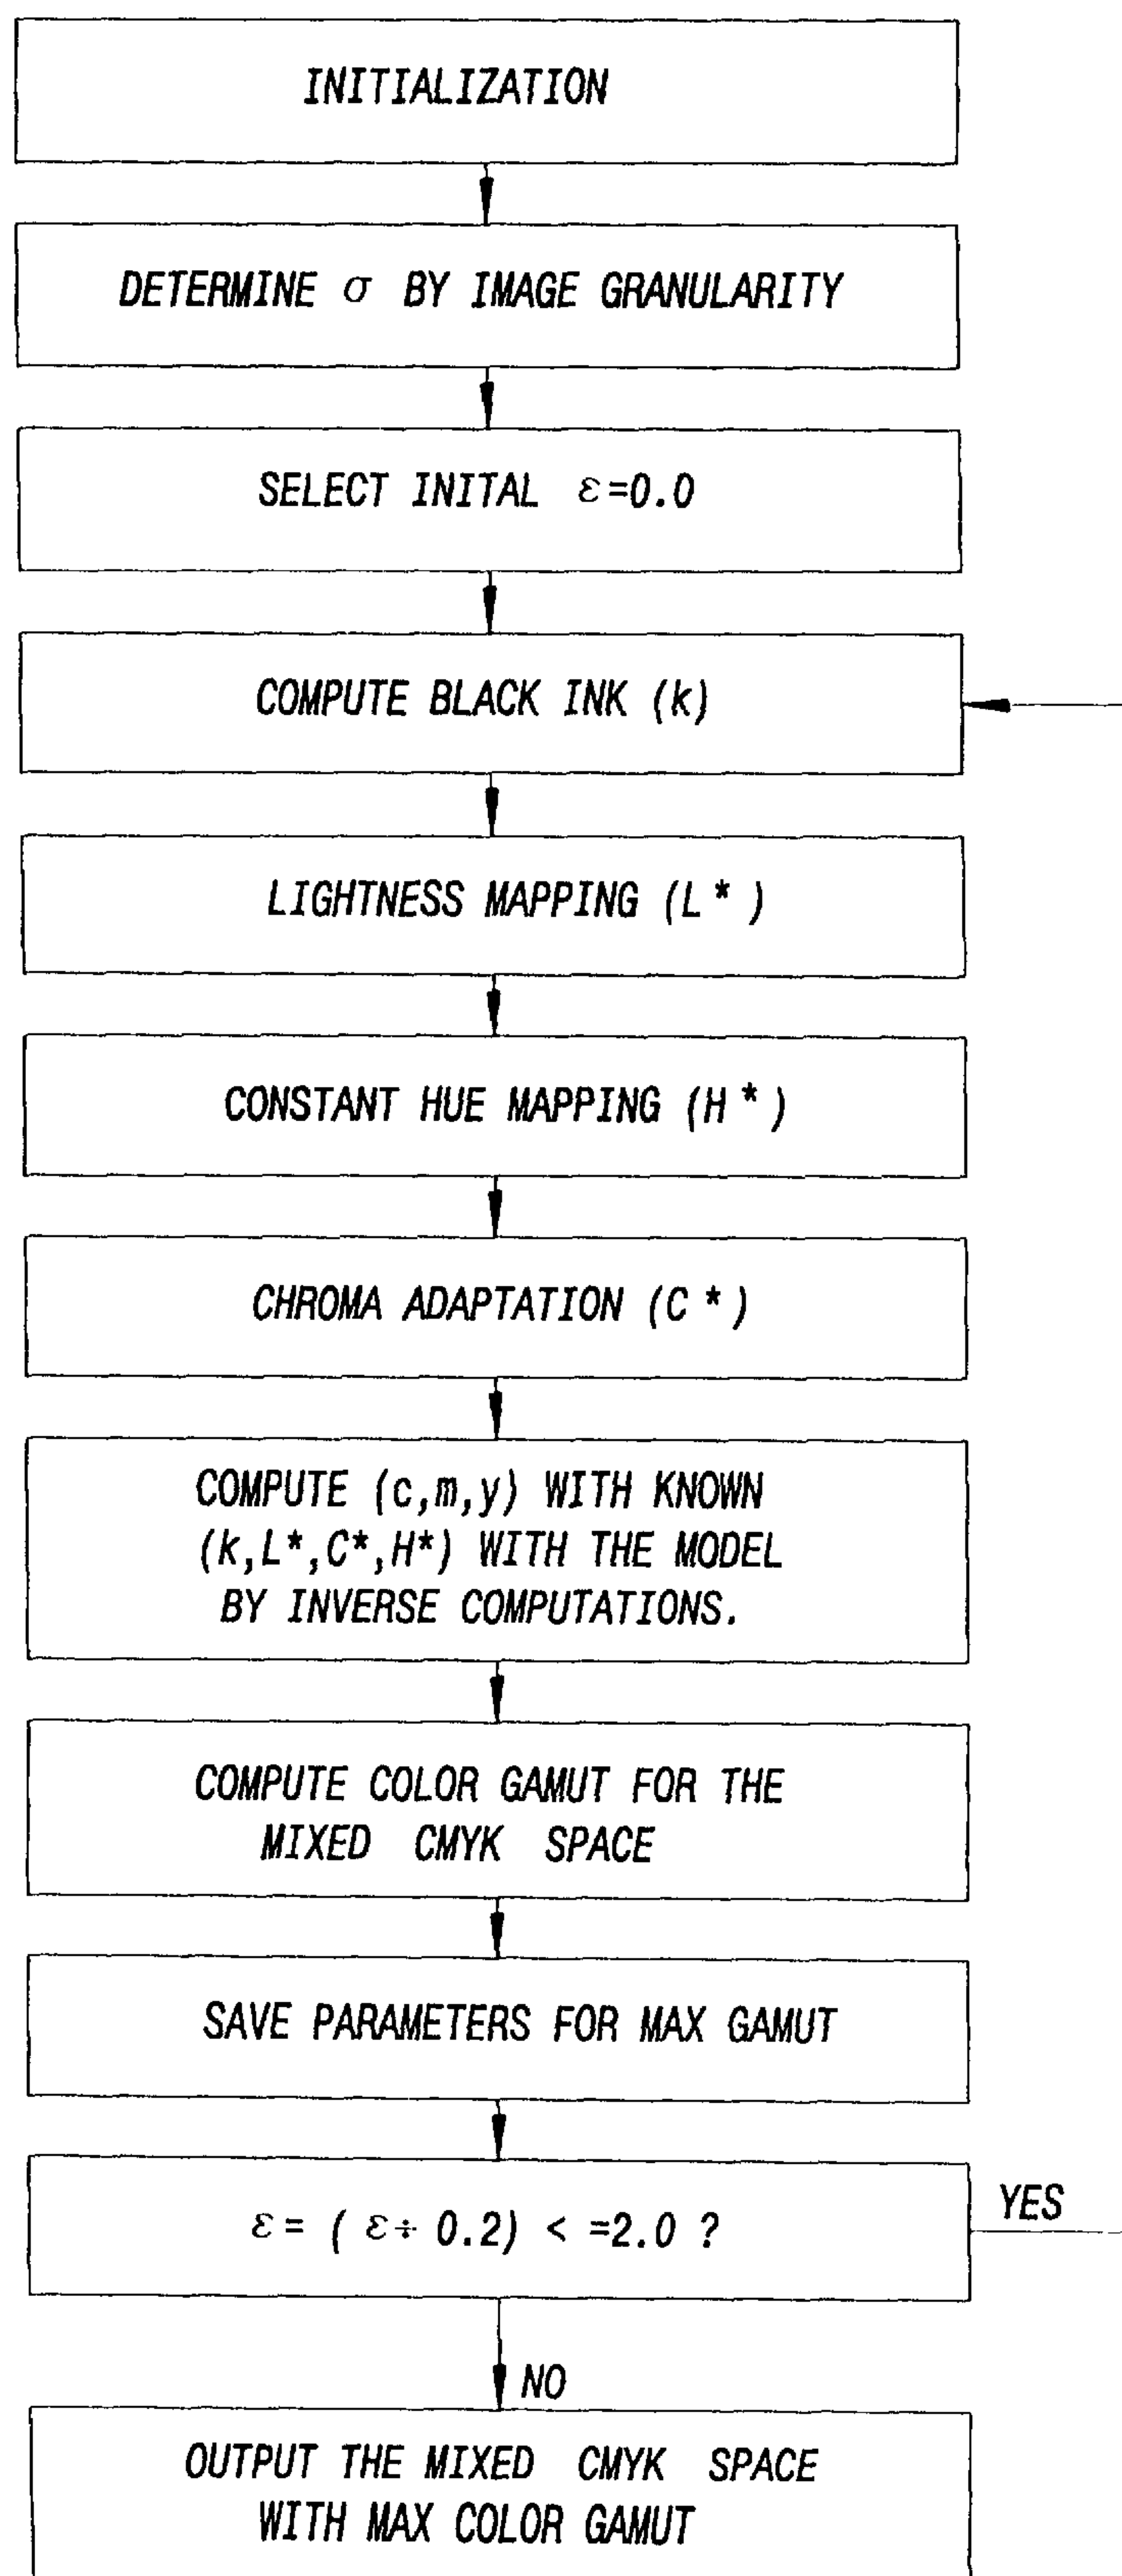 INITIALIZATION
DETERMINE σ BY IMAGE GRANULARITY
SELECT INITAL ε=0.0
COMPUTE BLACK INK (k)
LIGHTNESS MAPPING (L*)
CONSTANT HUE MAPPING (H*)
CHROMA ADAPTATION (C*)
COMPUTE (c,m,y) WITH KNOWN
(k,L*,C*,H*) WITH THE MODEL
BY INVERSE COMPUTATIONS.
COMPUTE COLOR GAMUT FOR THE
MIXED CMYK SPACE
SAVE PARAMETERS FOR MAX GAMUT
ε= ( ε÷ 0.2) < =2.0 ?
YES
NO
OUTPUT THE MIXED CMYK SPACE
WITH MAX COLOR GAMUT